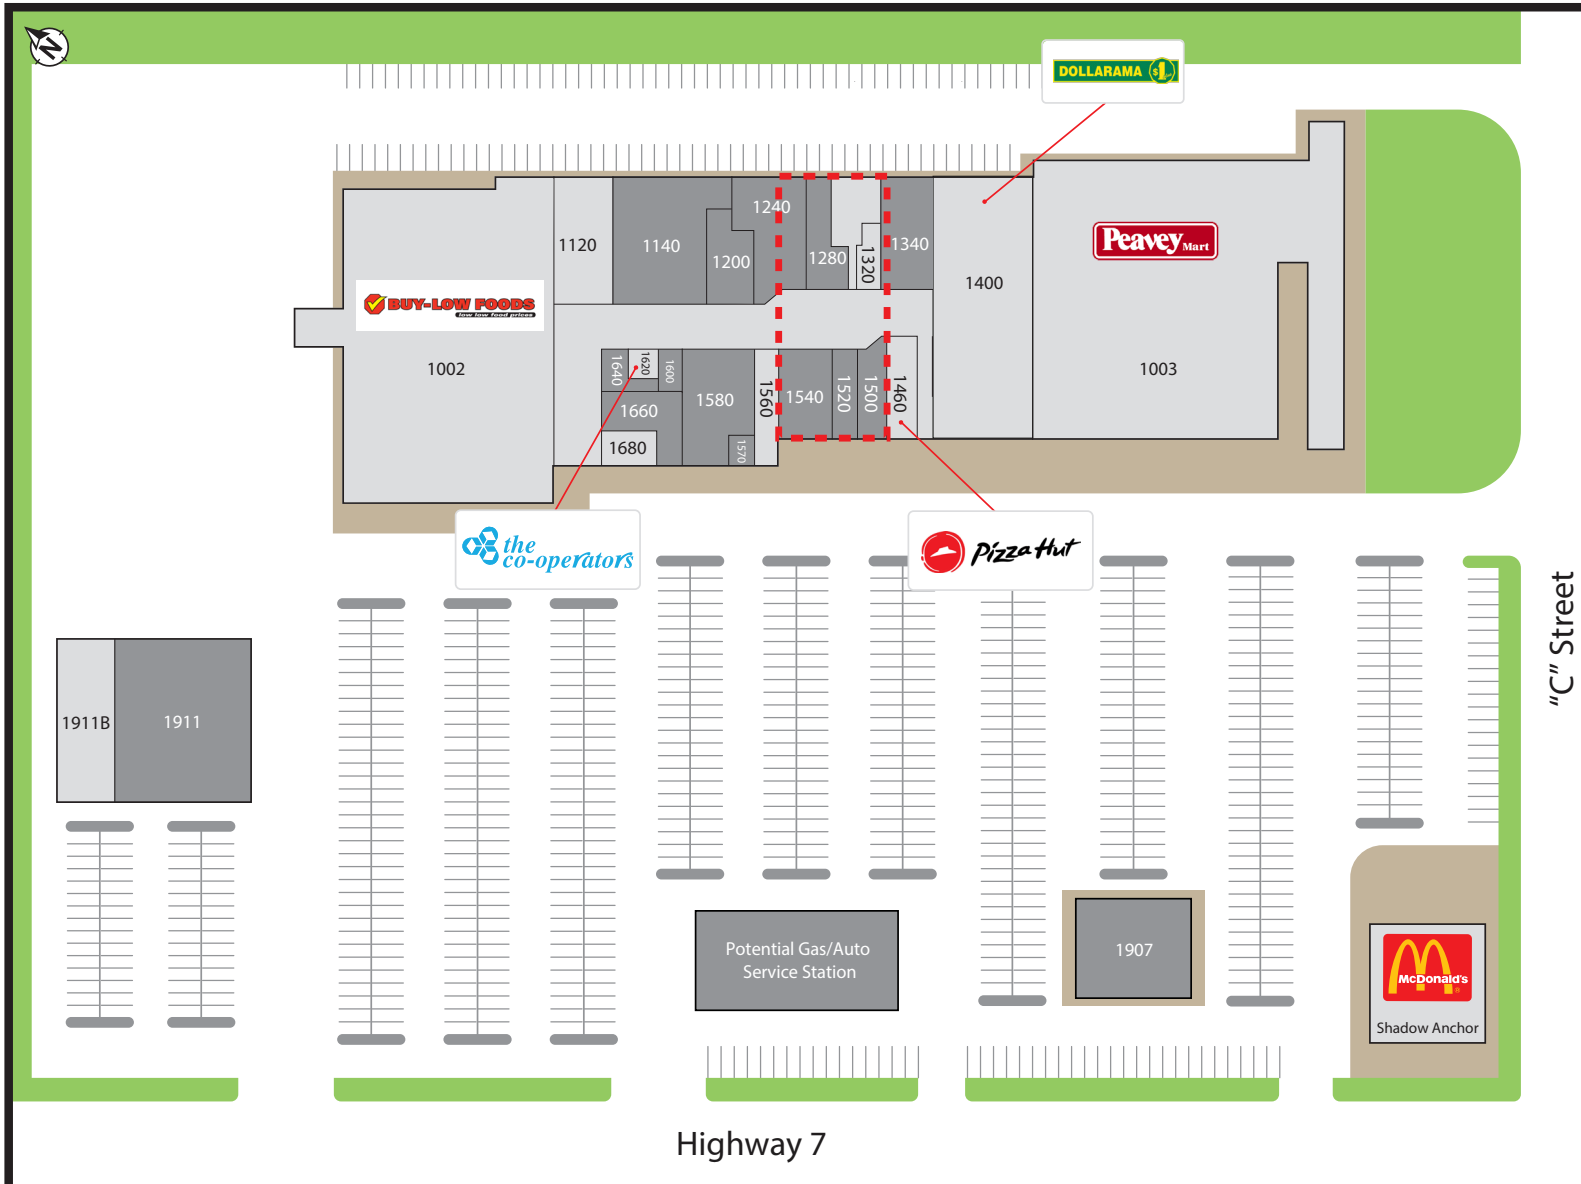 N
DOLLARAMA $1
1240
1120
1140
1200
1280
1320
1340
Peavey Mart
1400
BUY-LOW FOODS
low low food prices
1002
1003
1640
1620
1600
1580
1560
1540
1520
1500
1460
1660
1680
1570
the
co-operators
Pizza Hut
"C" Street
1911B
1911
Potential Gas/Auto
Service Station
1907
McDonald's
®
Shadow Anchor
Highway 7